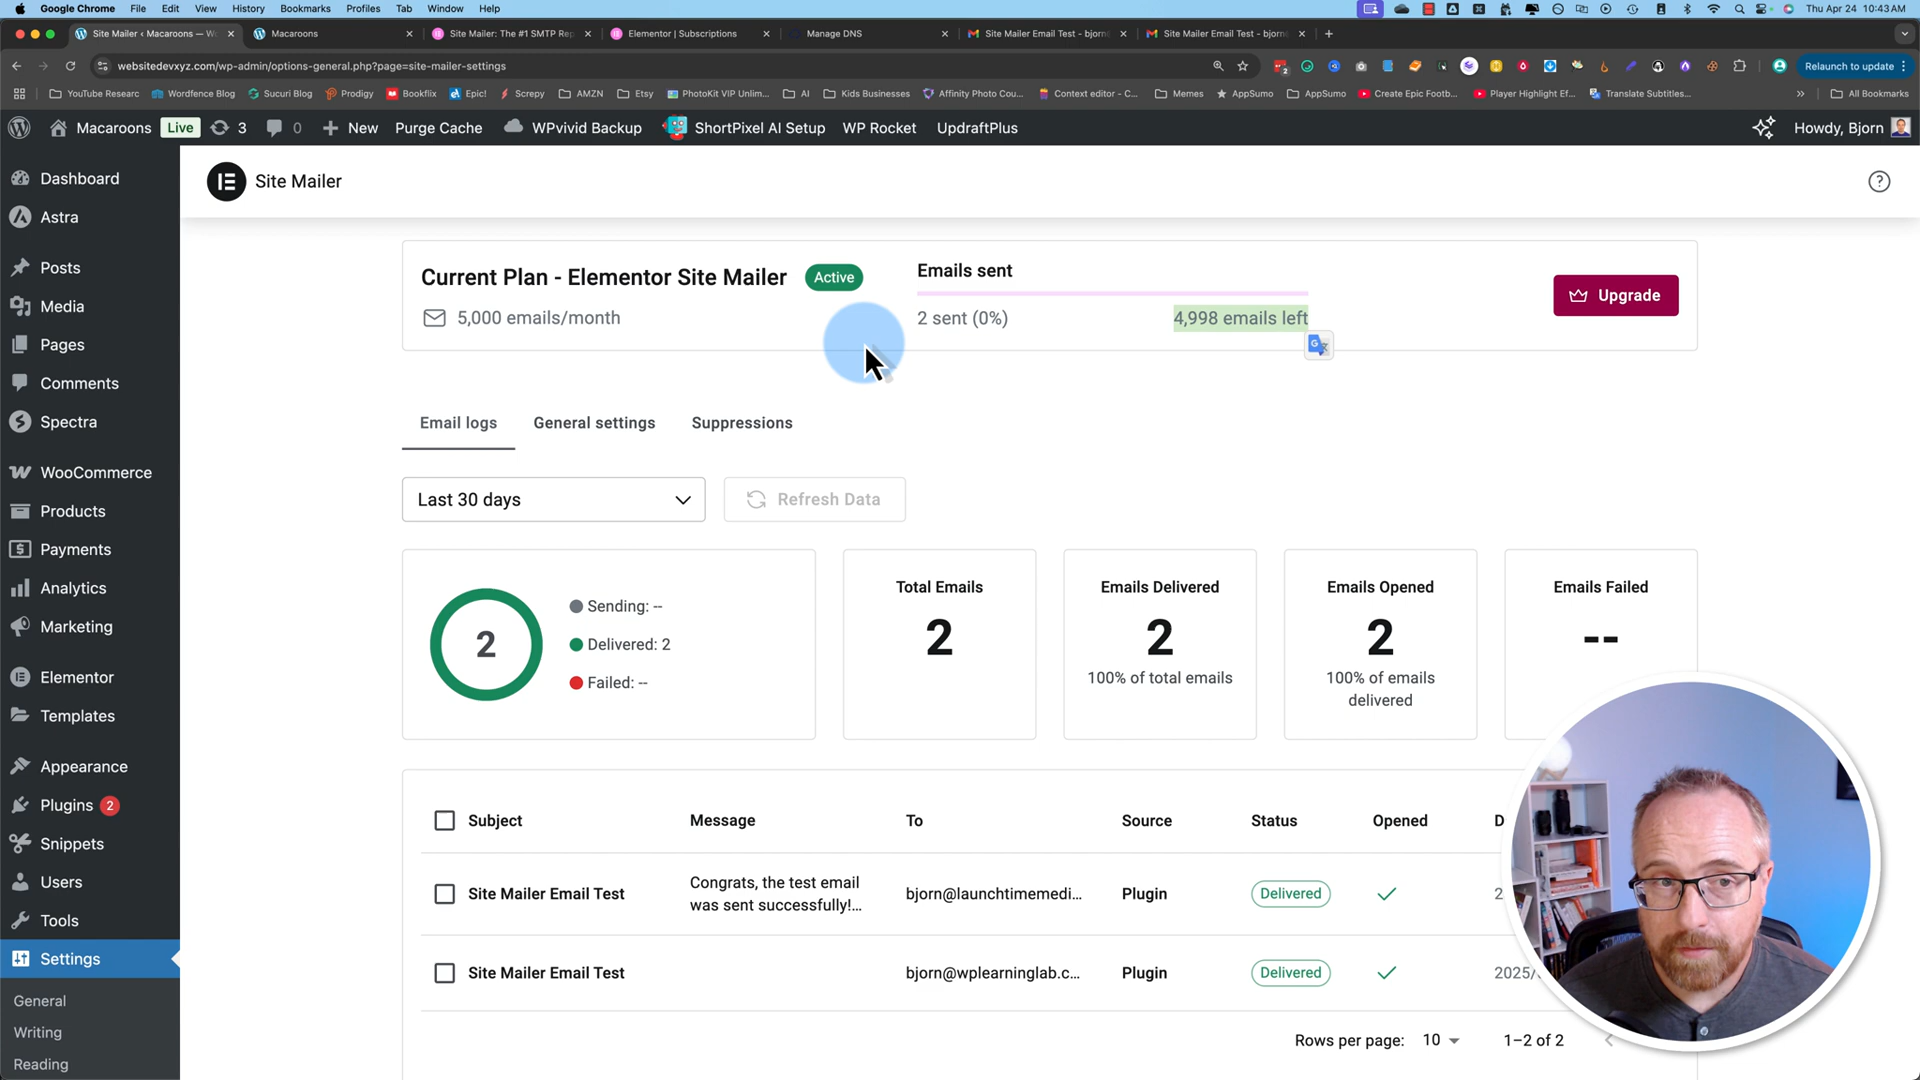 Google Chrome File Edit View History Bookmarks Profiles Tab Window Help
Thu Apr 24 10:43 AM
Site Mailer ‹ Macaroons — Wo
Macaroons
Site Mailer: The #1 SMTP Rep
Elementor | Subscriptions
Manage DNS
Site Mailer Email Test - bjorn
Site Mailer Email Test - bjorn
websitedevxyz.com/wp-admin/options-general.php?page=site-mailer-settings
Relaunch to update
YouTube Researc
Wordfence Blog
Sucuri Blog
Prodigy
Bookflix
Epic!
Screpy
AMZN
Etsy
PhotoKit VIP Unlim...
AI
Kids Businesses
Affinity Photo Cou...
Context editor - C...
Memes
AppSumo
AppSumo
Create Epic Footb...
Player Highlight Ef...
Translate Subtitles...
All Bookmarks
Macaroons Live 3 0 New Purge Cache WPvivid Backup ShortPixel AI Setup WP Rocket UpdraftPlus
Howdy, Bjorn
Dashboard
Astra
Posts
Media
Pages
Comments
Spectra
WooCommerce
Products
Payments
Analytics
Marketing
Elementor
Templates
Appearance
Plugins 2
Snippets
Users
Tools
Settings
General
Writing
Reading
Site Mailer
Current Plan - Elementor Site Mailer Active
5,000 emails/month
Emails sent
2 sent (0%) 4,998 emails left
Upgrade
Email logs General settings Suppressions
Last 30 days
Refresh Data
2
Sending: --
Delivered: 2
Failed: --
Total Emails
2
Emails Delivered
2
100% of total emails
Emails Opened
2
100% of emails
delivered
Emails Failed
--
Subject Message To Source Status Opened D
Site Mailer Email Test
Congrats, the test email
was sent successfully!...
bjorn@launchtimemedi... Plugin Delivered 2
Site Mailer Email Test bjorn@wplearninglab.c... Plugin Delivered 2025/
Rows per page: 10 1–2 of 2